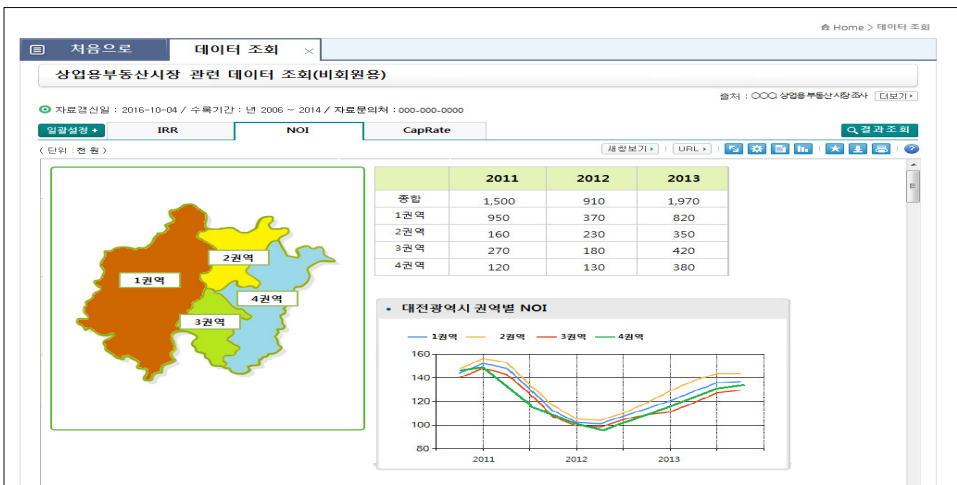 Home > 데이터 조회
처음으로
데이터 조회 ×
상업용부동산시장 관련 데이터 조회(비회원용)
출처 : OOO, 상업용부동산시장조사 더보기
자료갱신일 : 2016-10-04 / 수록기간 : 년 2006 ~ 2014 / 자료문의처 : 000-000-0000
일괄설정 +
IRR
NOI
CapRate
결과조회
( 단위 : 천 원 )
새창보기
URL
2011 2012 2013
종합 1,500 910 1,970
1권역 950 370 820
2권역 160 230 350
3권역 270 180 420
4권역 120 130 380
2권역
1권역
4권역
3권역
• 대전광역시 권역별 NOI
1권역 2권역 3권역 4권역
160
140
120
100
80
2011 2012 2013